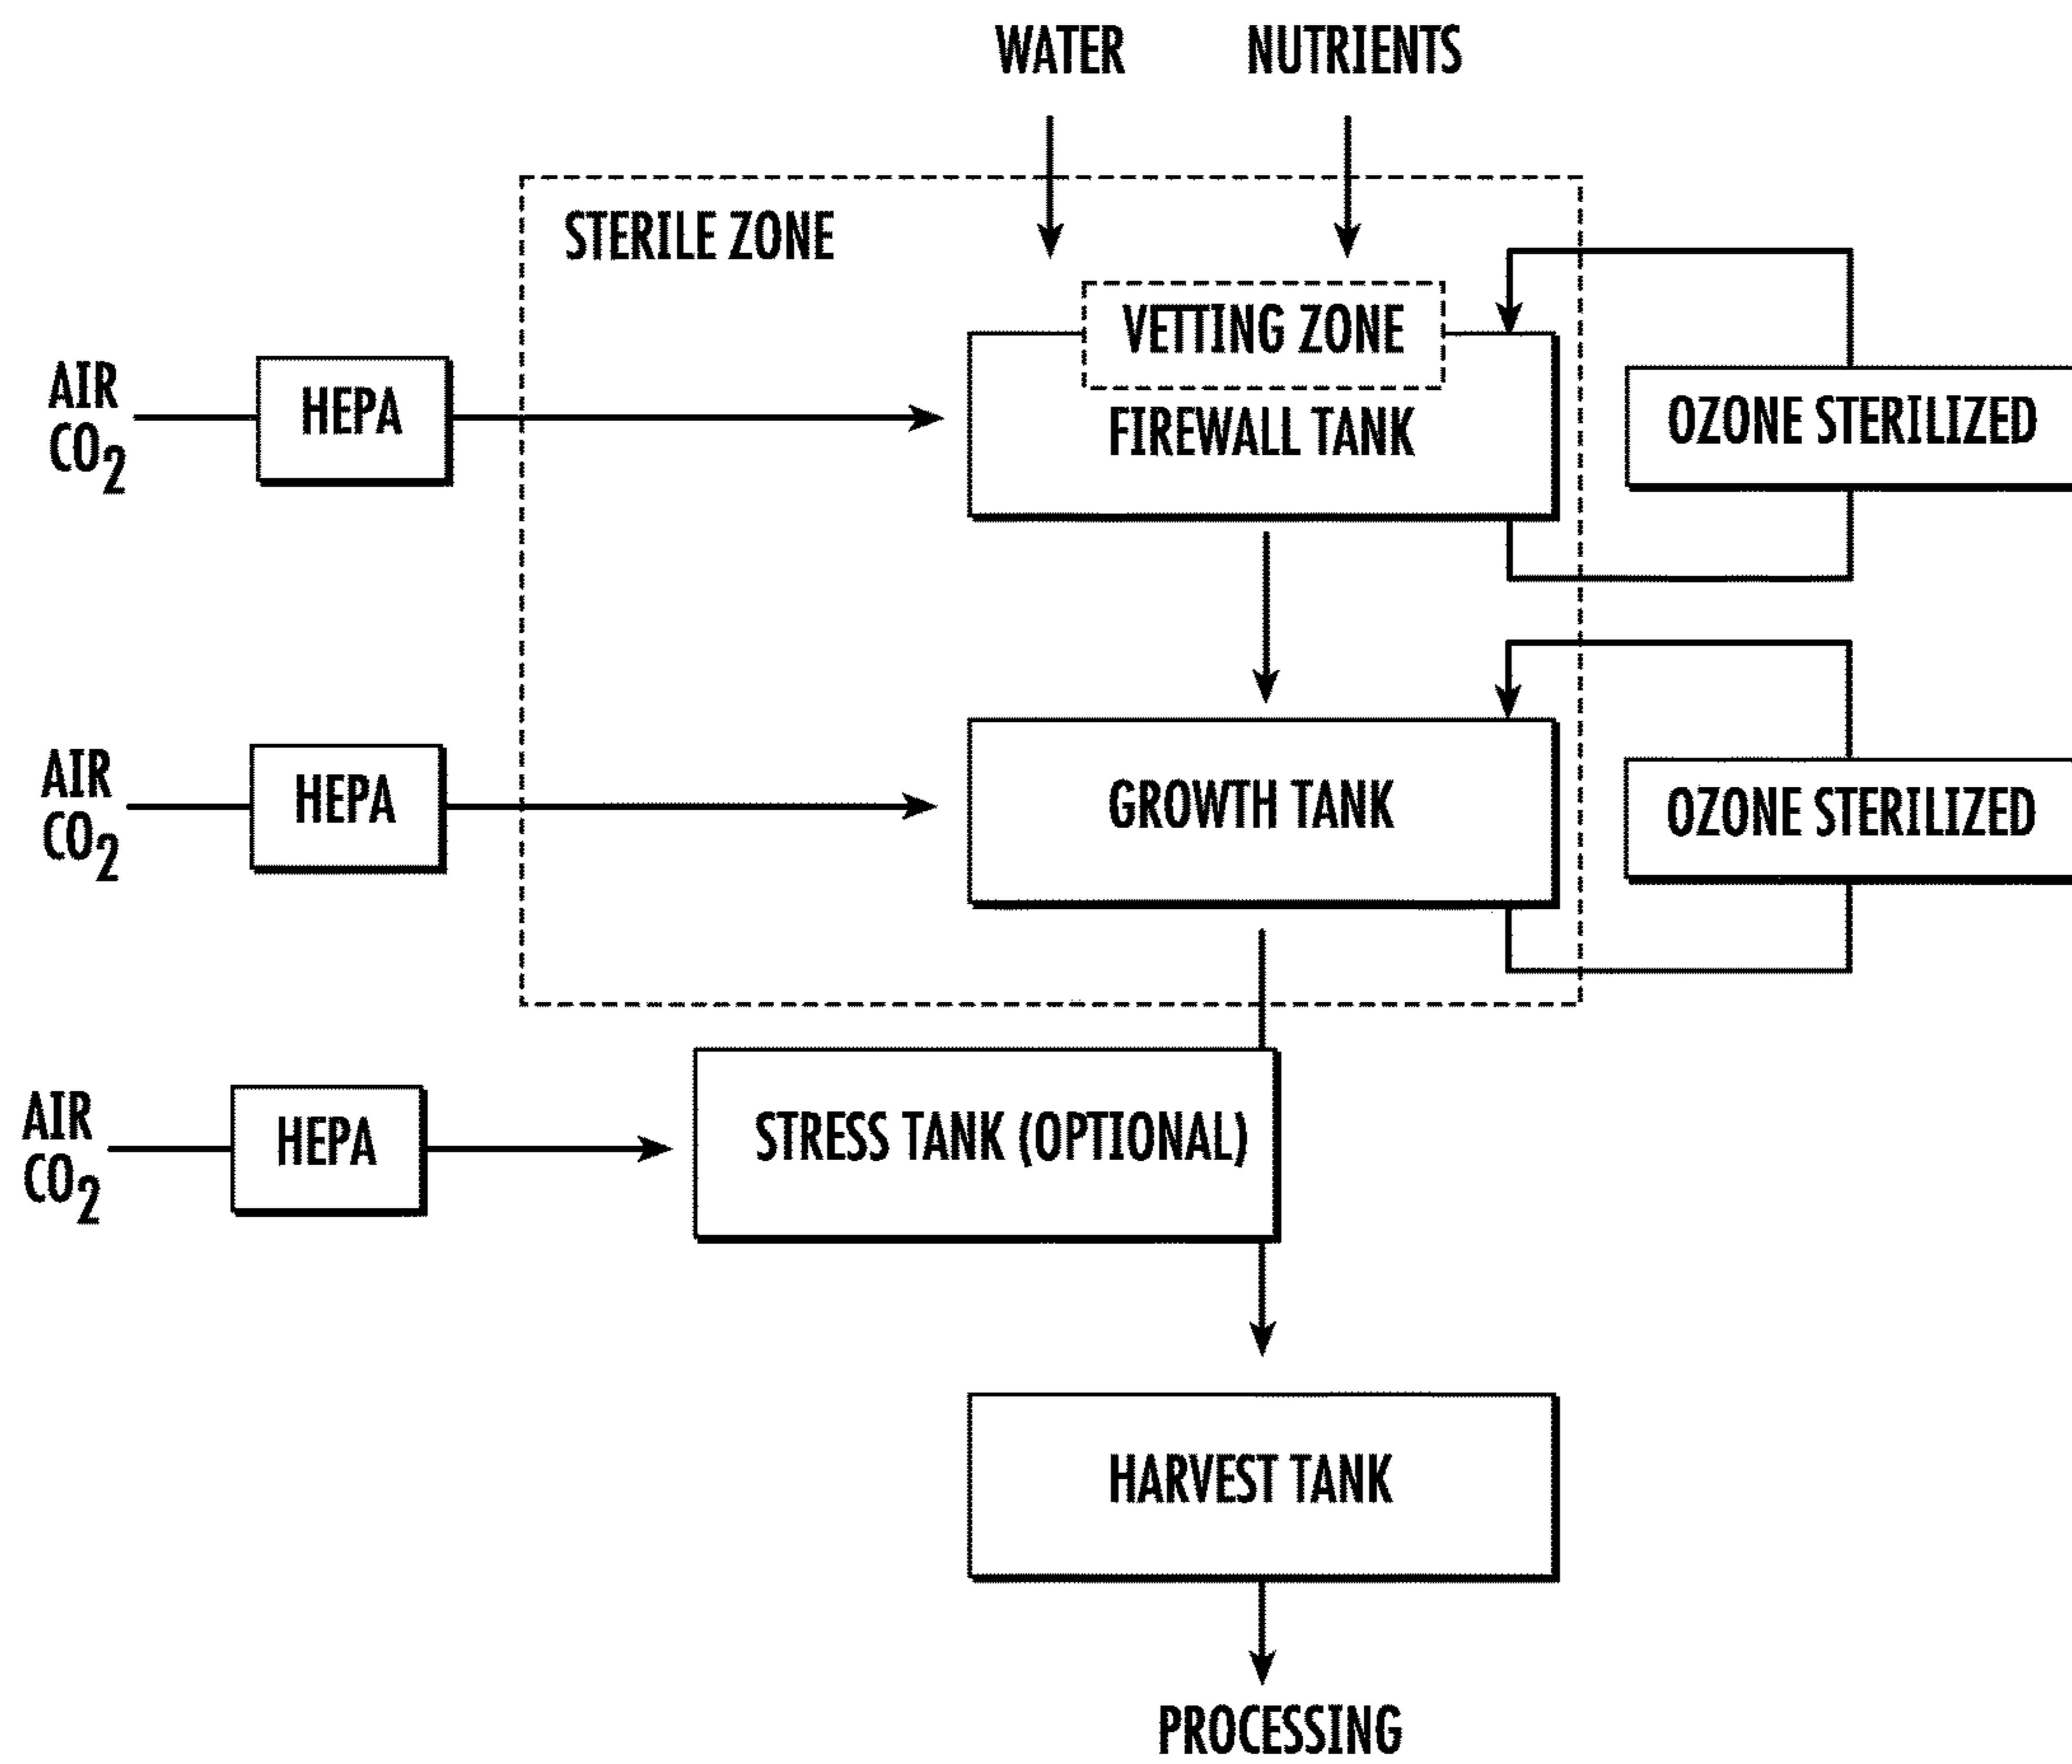 WATER NUTRIENTS
STERILE ZONE
VETTING ZONE
AIR
CO2
HEPA
FIREWALL TANK
OZONE STERILIZED
AIR
CO2
HEPA
GROWTH TANK
OZONE STERILIZED
AIR
CO2
HEPA
STRESS TANK (OPTIONAL)
HARVEST TANK
PROCESSING